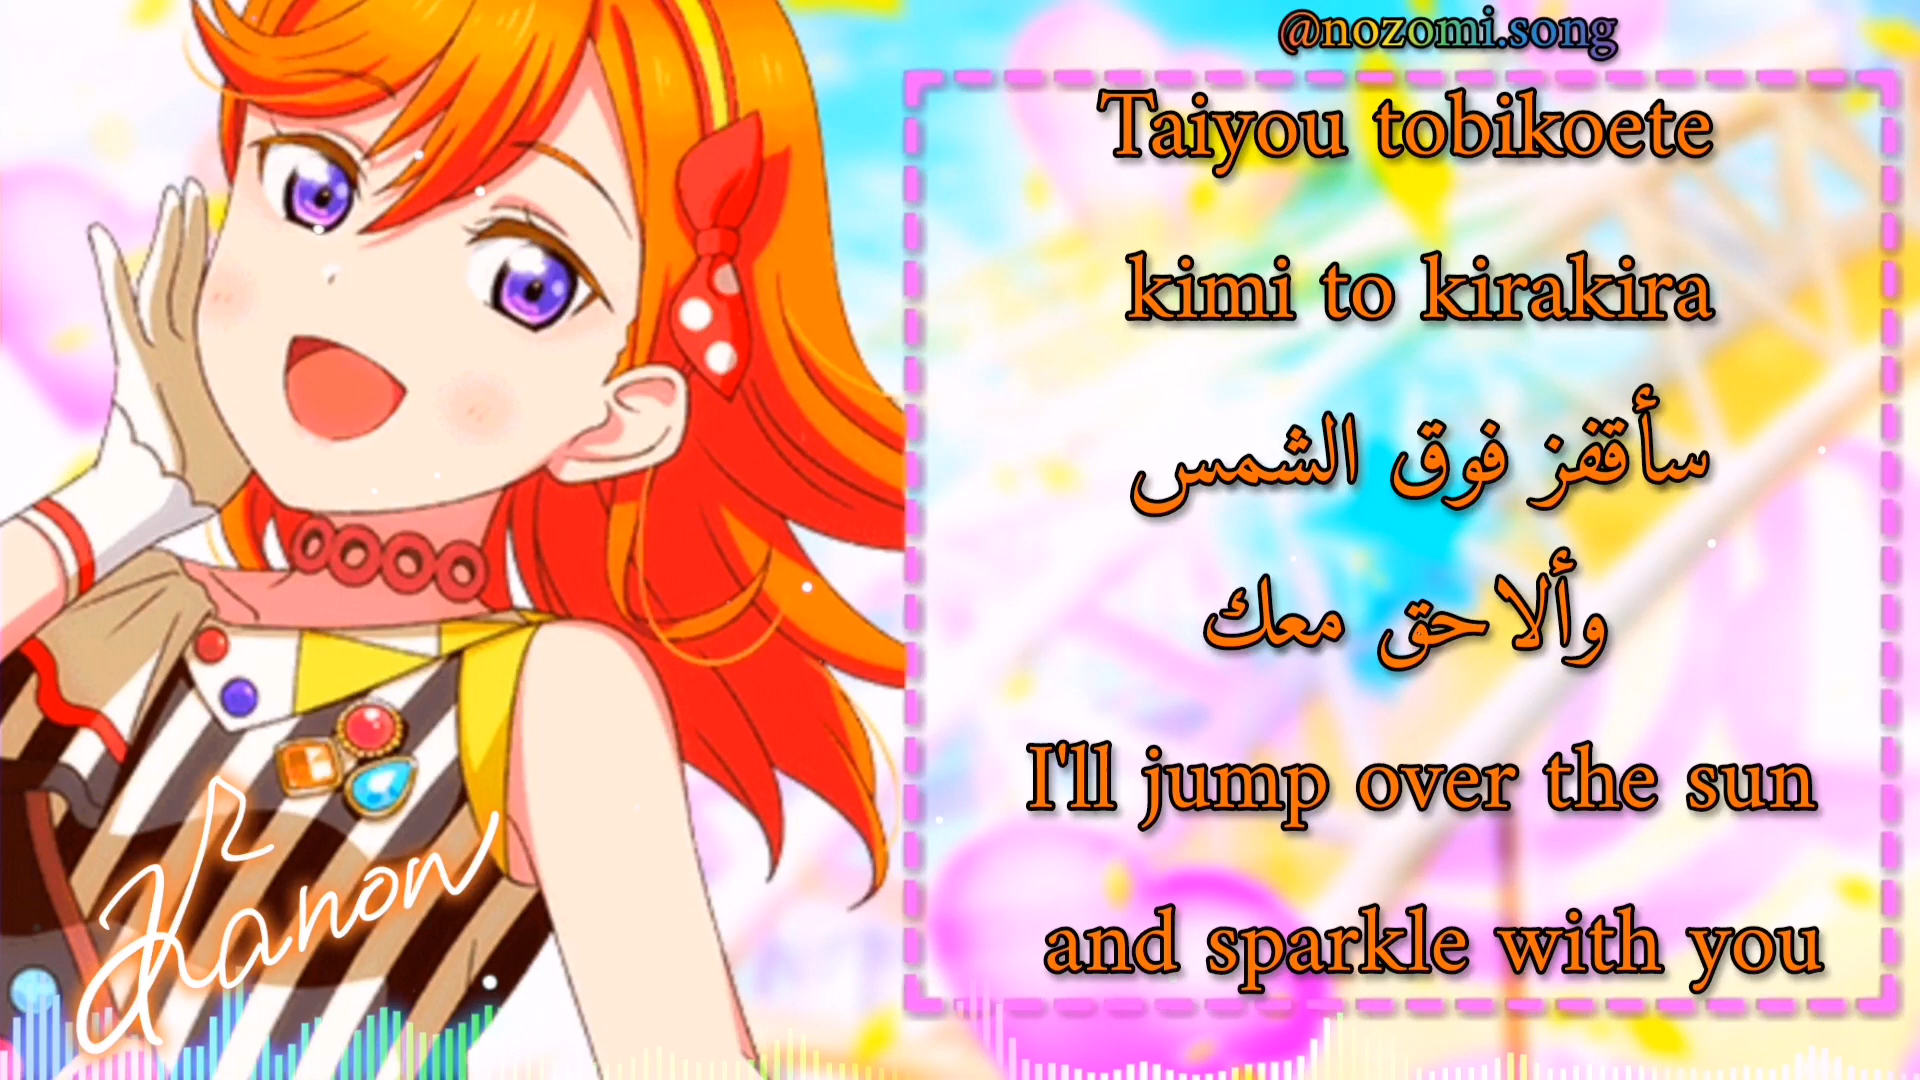 @nozomi.song
Taiyou tobikoete
kimi to kirakira
سأقفز فوق الشمس
وألاحق معك
I'll jump over the sun
and sparkle with you
Kanon